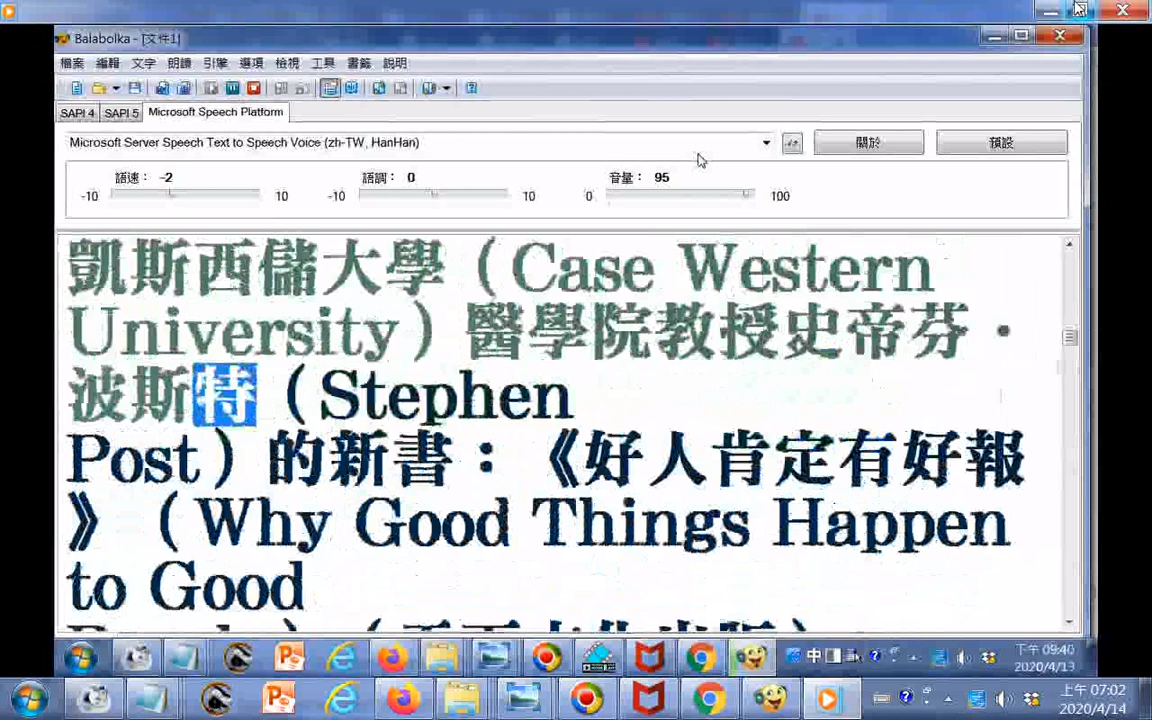 Balabolka - [文件1]
檔案 編輯 文字 朗讀 引擎 選項 檢視 工具 書籤 說明
SAPI 4 SAPI 5 Microsoft Speech Platform
Microsoft Server Speech Text to Speech Voice (zh-TW, HanHan) 關於 預設
語速： -2 語調： 0 音量： 95
-10 10 -10 10 0 100
凱斯西儲大學（Case Western
University）醫學院教授史帝芬・
波斯特（Stephen
Post）的新書：《好人肯定有好報
》（Why Good Things Happen
to Good
中 下午 09:40
2020/4/13
上午 07:02
2020/4/14